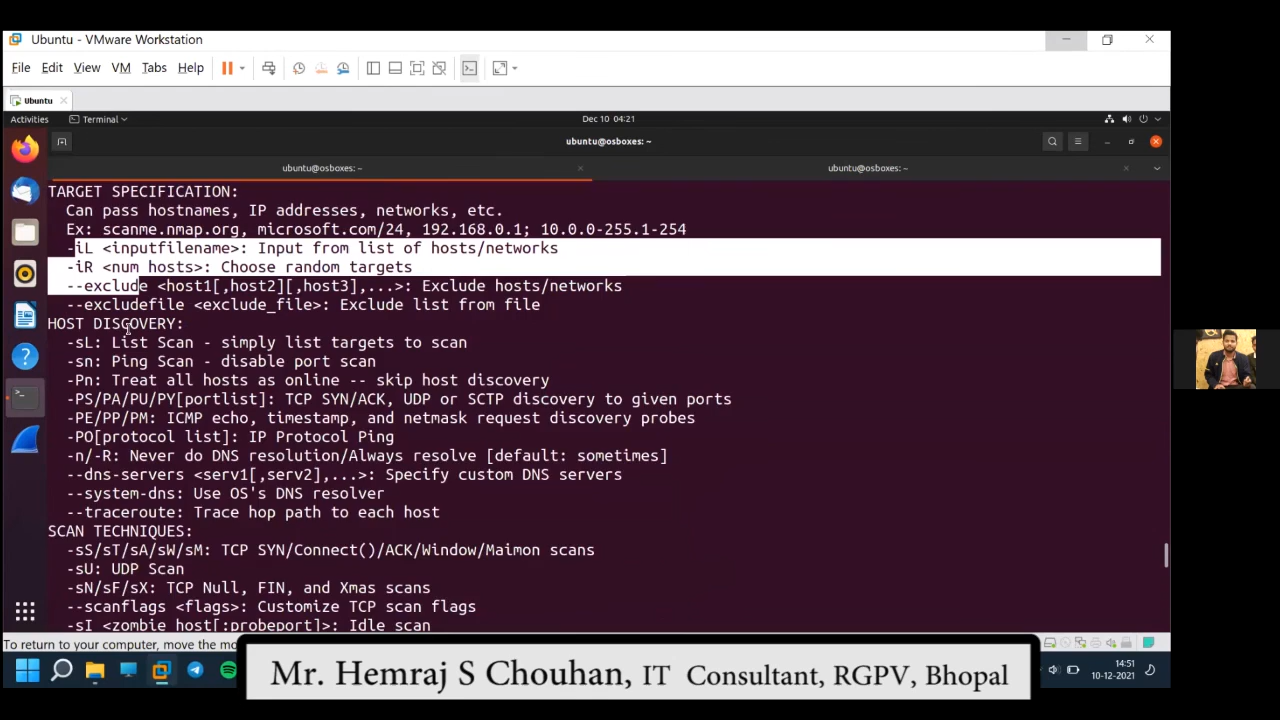 Ubuntu - VMware Workstation
File Edit View VM Tabs Help
Ubuntu
Activities Terminal Dec 10 04:21
ubuntu@osboxes: ~
ubuntu@osboxes: ~ ubuntu@osboxes: ~
TARGET SPECIFICATION:
Can pass hostnames, IP addresses, networks, etc.
Ex: scanme.nmap.org, microsoft.com/24, 192.168.0.1; 10.0.0-255.1-254
-iL <inputfilename>: Input from list of hosts/networks
-iR <num hosts>: Choose random targets
--exclude <host1[,host2][,host3],...>: Exclude hosts/networks
--excludefile <exclude_file>: Exclude list from file
HOST DISCOVERY:
-sL: List Scan - simply list targets to scan
-sn: Ping Scan - disable port scan
-Pn: Treat all hosts as online -- skip host discovery
-PS/PA/PU/PY[portlist]: TCP SYN/ACK, UDP or SCTP discovery to given ports
-PE/PP/PM: ICMP echo, timestamp, and netmask request discovery probes
-PO[protocol list]: IP Protocol Ping
-n/-R: Never do DNS resolution/Always resolve [default: sometimes]
--dns-servers <serv1[,serv2],...>: Specify custom DNS servers
--system-dns: Use OS's DNS resolver
--traceroute: Trace hop path to each host
SCAN TECHNIQUES:
-sS/sT/sA/sW/sM: TCP SYN/Connect()/ACK/Window/Maimon scans
-sU: UDP Scan
-sN/sF/sX: TCP Null, FIN, and Xmas scans
--scanflags <flags>: Customize TCP scan flags
-sI <zombie host[:probeport]>: Idle scan
To return to your computer, move the mo
Mr. Hemraj S Chouhan, IT Consultant, RGPV, Bhopal
14:51
10-12-2021